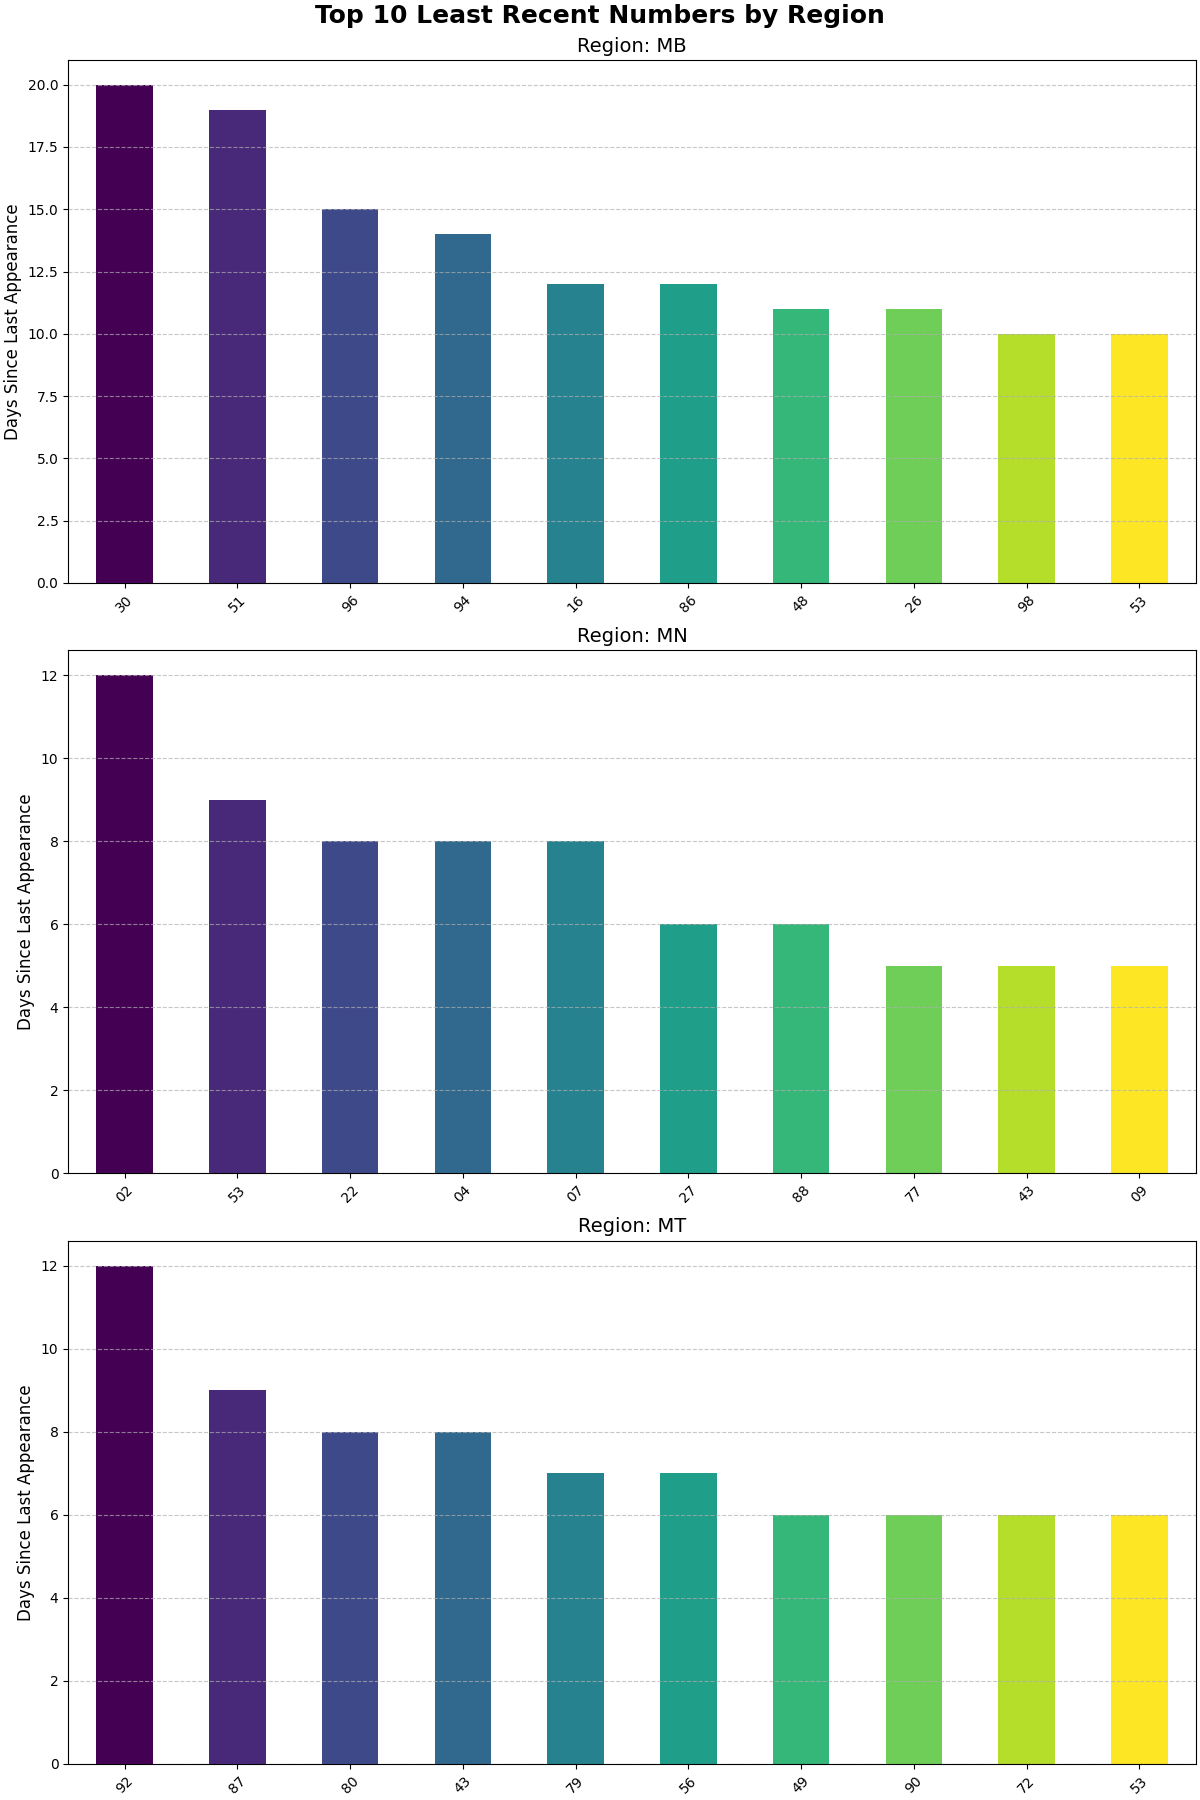 Top 10 Least Recent Numbers by Region
Region: MB
Days Since Last Appearance
20.0
17.5
15.0
12.5
10.0
7.5
5.0
2.5
0.0
30 51 96 94 16 86 48 26 98 53
Region: MN
Days Since Last Appearance
12
10
8
6
4
2
0
02 53 22 04 07 27 88 77 43 09
Region: MT
Days Since Last Appearance
12
10
8
6
4
2
0
92 87 80 43 79 56 49 90 72 53